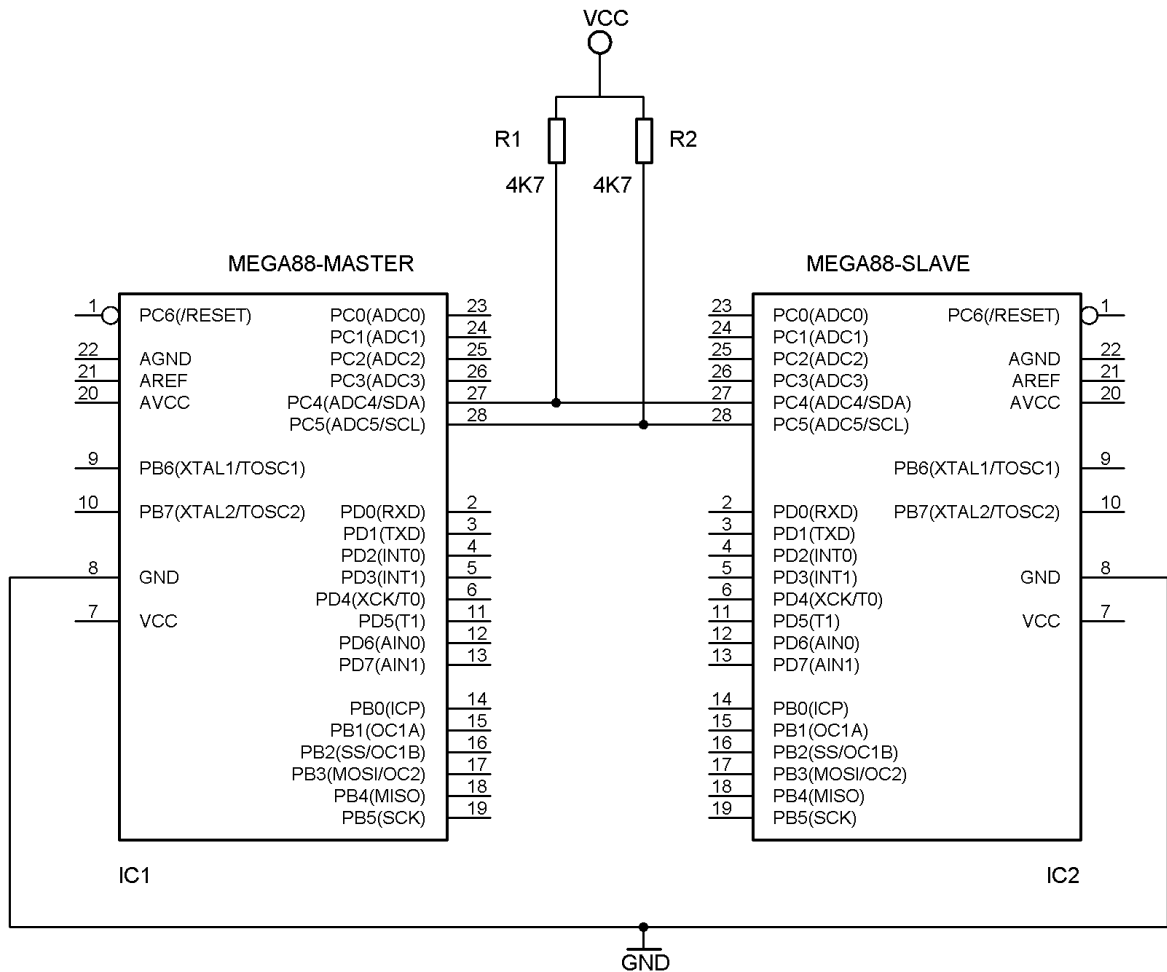 VCC
R1
R2
4K7
4K7
MEGA88-MASTER
MEGA88-SLAVE
1 PC6(/RESET)
22 AGND
21 AREF
20 AVCC
9 PB6(XTAL1/TOSC1)
10 PB7(XTAL2/TOSC2)
8 GND
7 VCC
PC0(ADC0) 23
PC1(ADC1) 24
PC2(ADC2) 25
PC3(ADC3) 26
PC4(ADC4/SDA) 27
PC5(ADC5/SCL) 28
PD0(RXD) 2
PD1(TXD) 3
PD2(INT0) 4
PD3(INT1) 5
PD4(XCK/T0) 6
PD5(T1) 11
PD6(AIN0) 12
PD7(AIN1) 13
PB0(ICP) 14
PB1(OC1A) 15
PB2(SS/OC1B) 16
PB3(MOSI/OC2) 17
PB4(MISO) 18
PB5(SCK) 19
23 PC0(ADC0)
24 PC1(ADC1)
25 PC2(ADC2)
26 PC3(ADC3)
27 PC4(ADC4/SDA)
28 PC5(ADC5/SCL)
2 PD0(RXD)
3 PD1(TXD)
4 PD2(INT0)
5 PD3(INT1)
6 PD4(XCK/T0)
11 PD5(T1)
12 PD6(AIN0)
13 PD7(AIN1)
14 PB0(ICP)
15 PB1(OC1A)
16 PB2(SS/OC1B)
17 PB3(MOSI/OC2)
18 PB4(MISO)
19 PB5(SCK)
PC6(/RESET) 1
AGND 22
AREF 21
AVCC 20
PB6(XTAL1/TOSC1) 9
PB7(XTAL2/TOSC2) 10
GND 8
VCC 7
IC1
IC2
GND